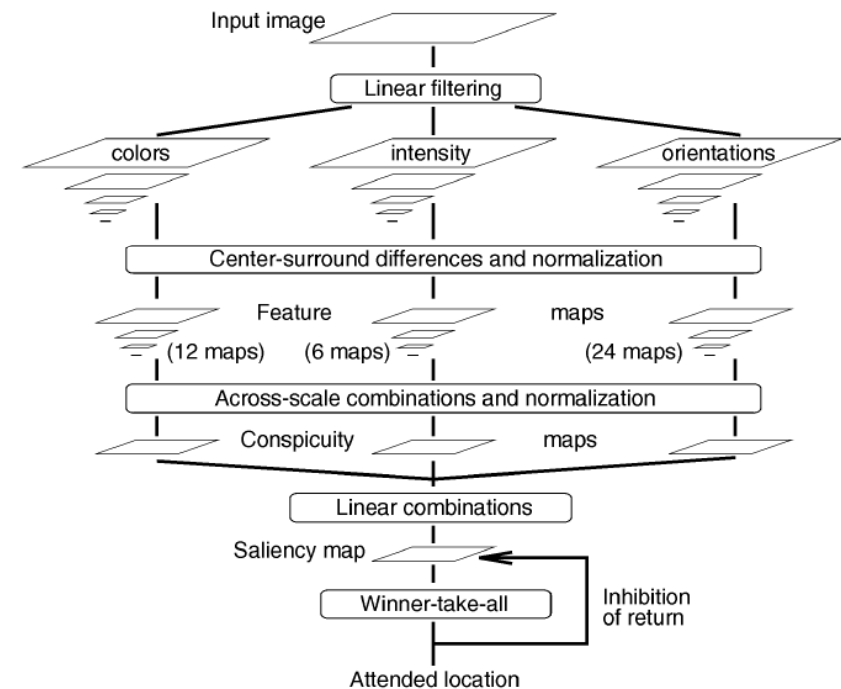 Input image
Linear filtering
colors intensity orientations
Center-surround differences and normalization
Feature maps
(12 maps) (6 maps) (24 maps)
Across-scale combinations and normalization
Conspicuity maps
Linear combinations
Saliency map
Winner-take-all
Inhibition
of return
Attended location